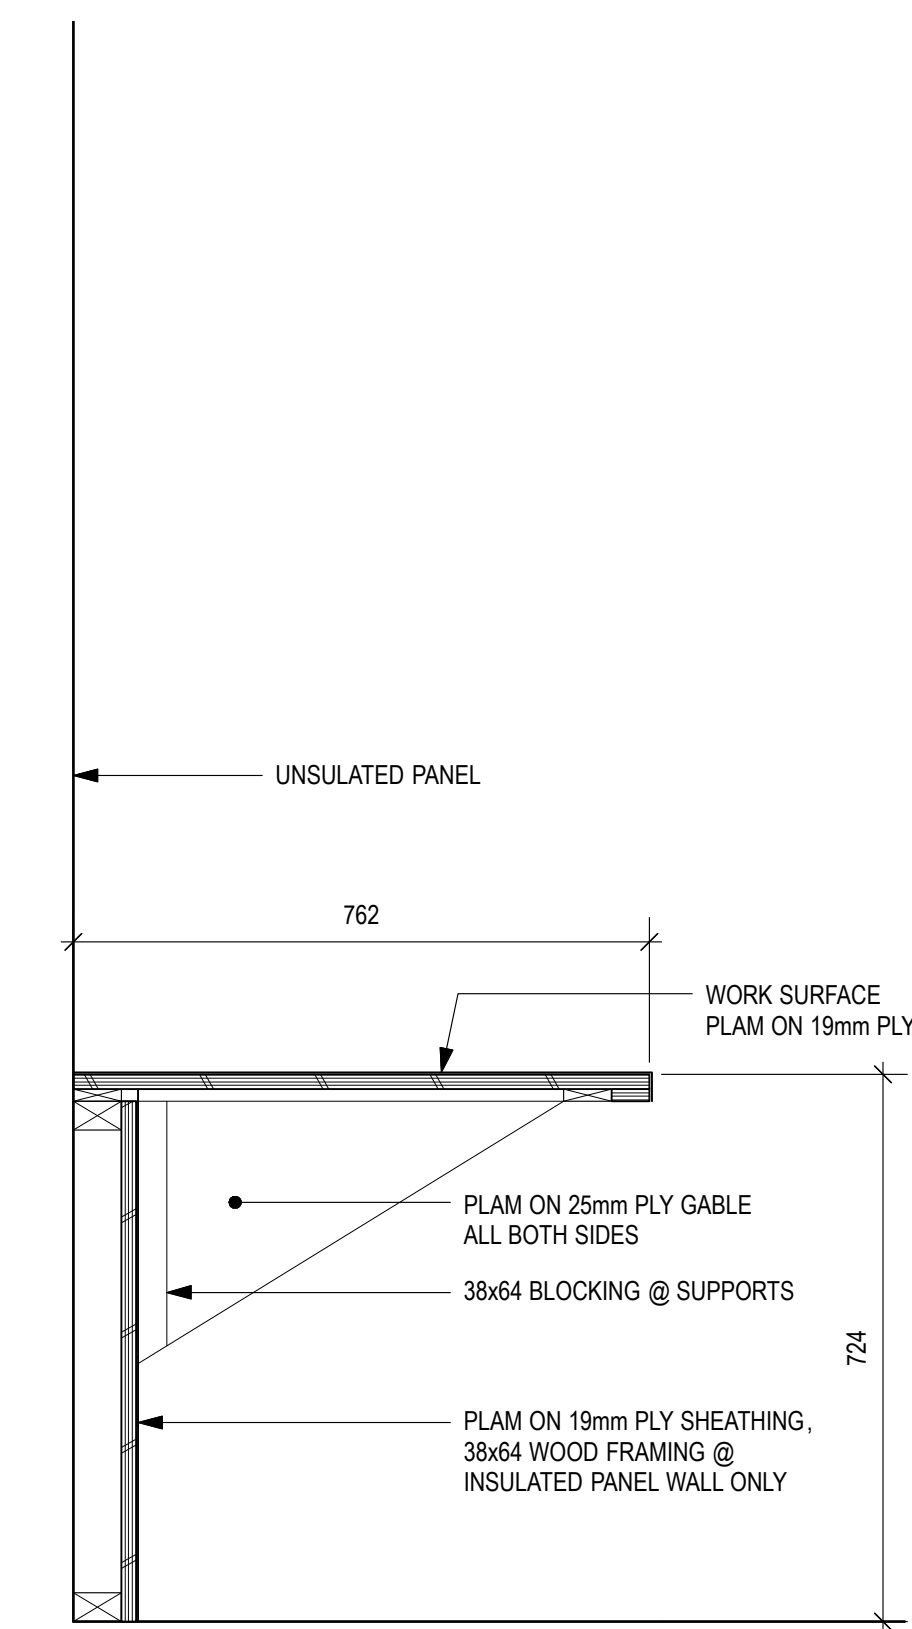 UNSULATED PANEL
762
WORK SURFACE
PLAM ON 19mm PLY
PLAM ON 25mm PLY GABLE
ALL BOTH SIDES
38x64 BLOCKING @ SUPPORTS
724
PLAM ON 19mm PLY SHEATHING,
38x64 WOOD FRAMING @
INSULATED PANEL WALL ONLY